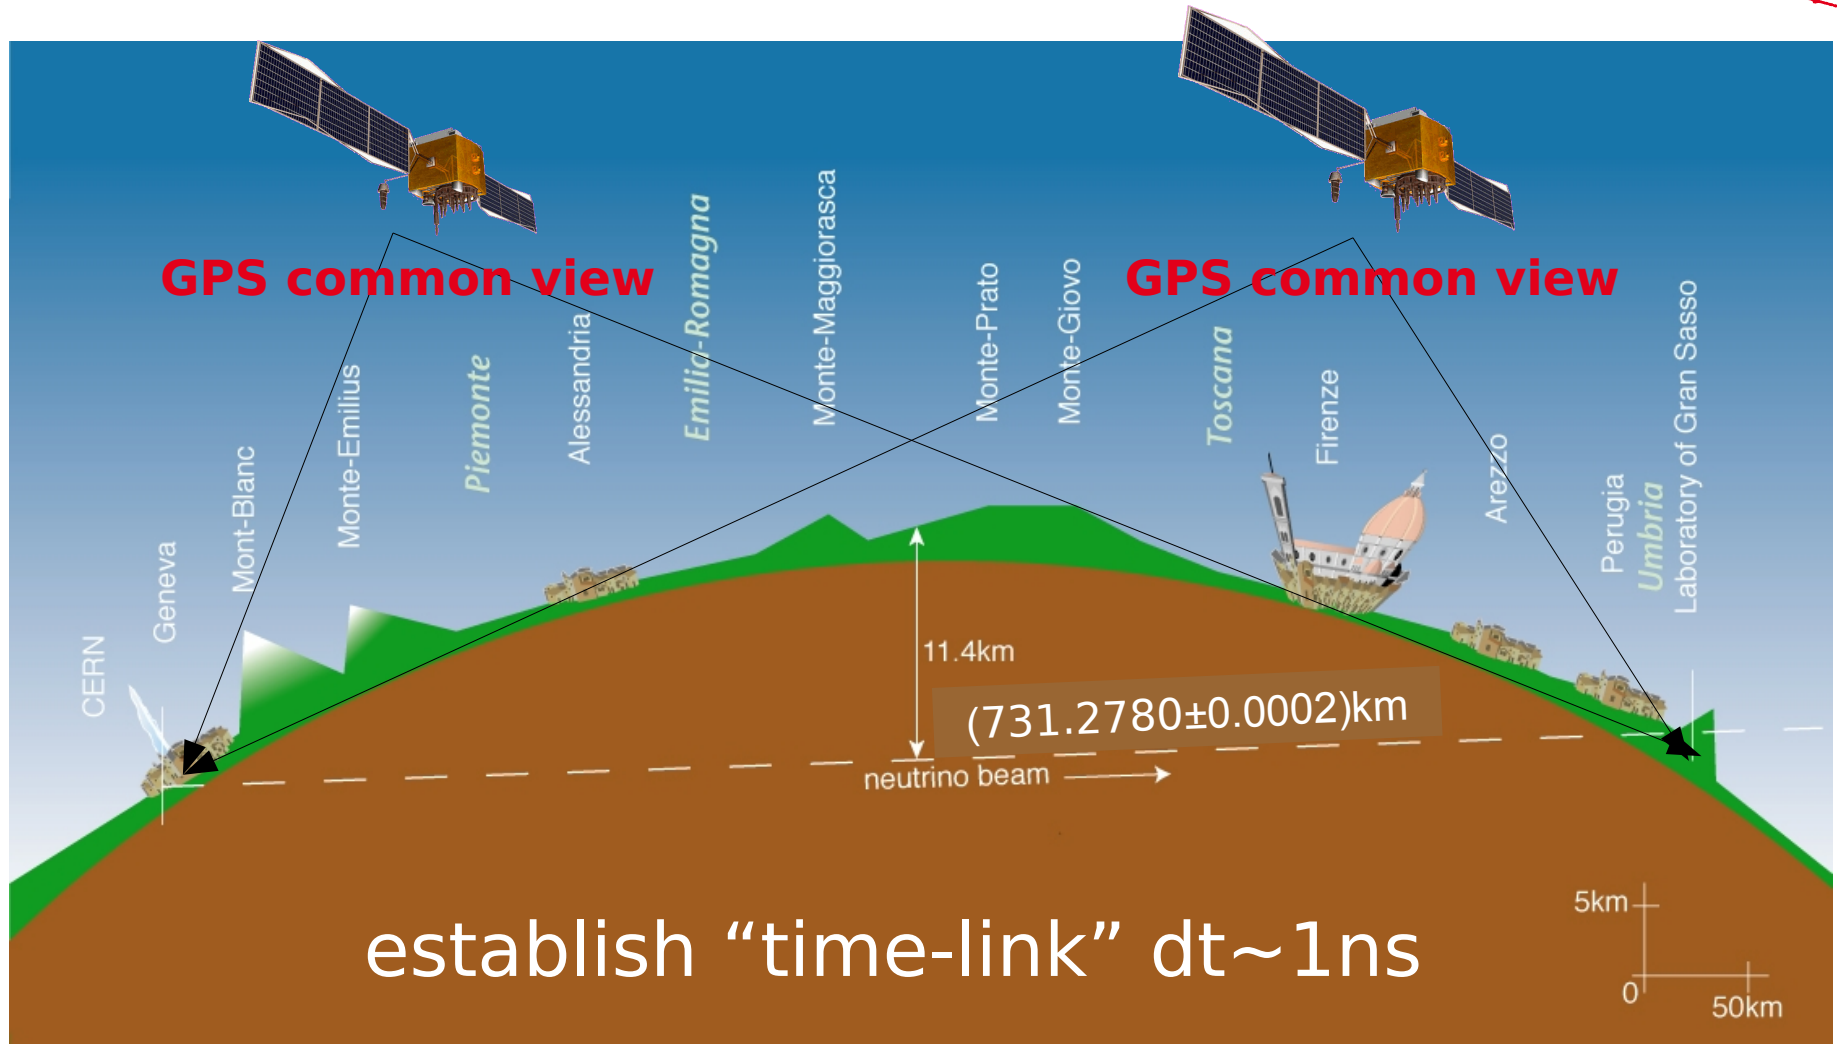 GPS common view
GPS common view
CERN
Geneva
Mont-Blanc
Monte-Emilius
Piemonte
Alessandria
Emilia-Romagna
Monte-Maggiorasca
Monte-Prato
Monte-Giovo
Toscana
Firenze
Arezzo
Perugia
Umbria
Laboratory of Gran Sasso
11.4km
(731.2780±0.0002)km
neutrino beam
establish “time-link” dt~1ns
5km
0
50km